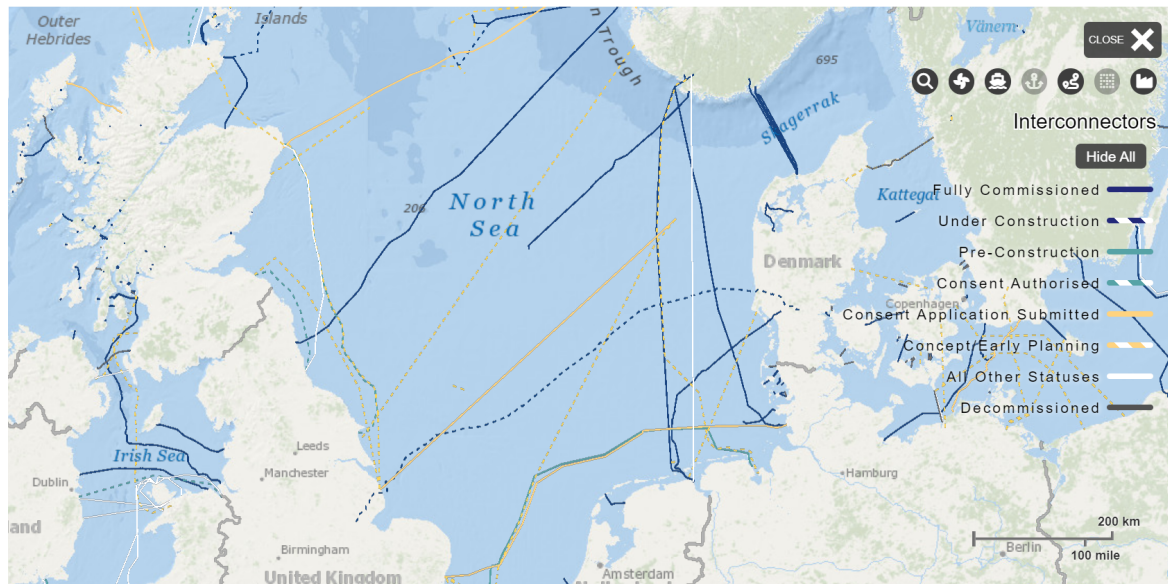 Outer
Hebrides
Islands
n Trough
695
Vänern
CLOSE
Interconnectors
Hide All
Skagerrak
North
Sea
206
Kattegat
Fully Commissioned
Under Construction
Pre-Construction
Denmark
Consent Authorised
Copenhagen
Consent Application Submitted
Concept Early Planning
All Other Statuses
Decommissioned
Leeds
Irish Sea
Manchester
Dublin
Hamburg
land
200 km
100 mile
Birmingham
Berlin
United Kingdom
Amsterdam